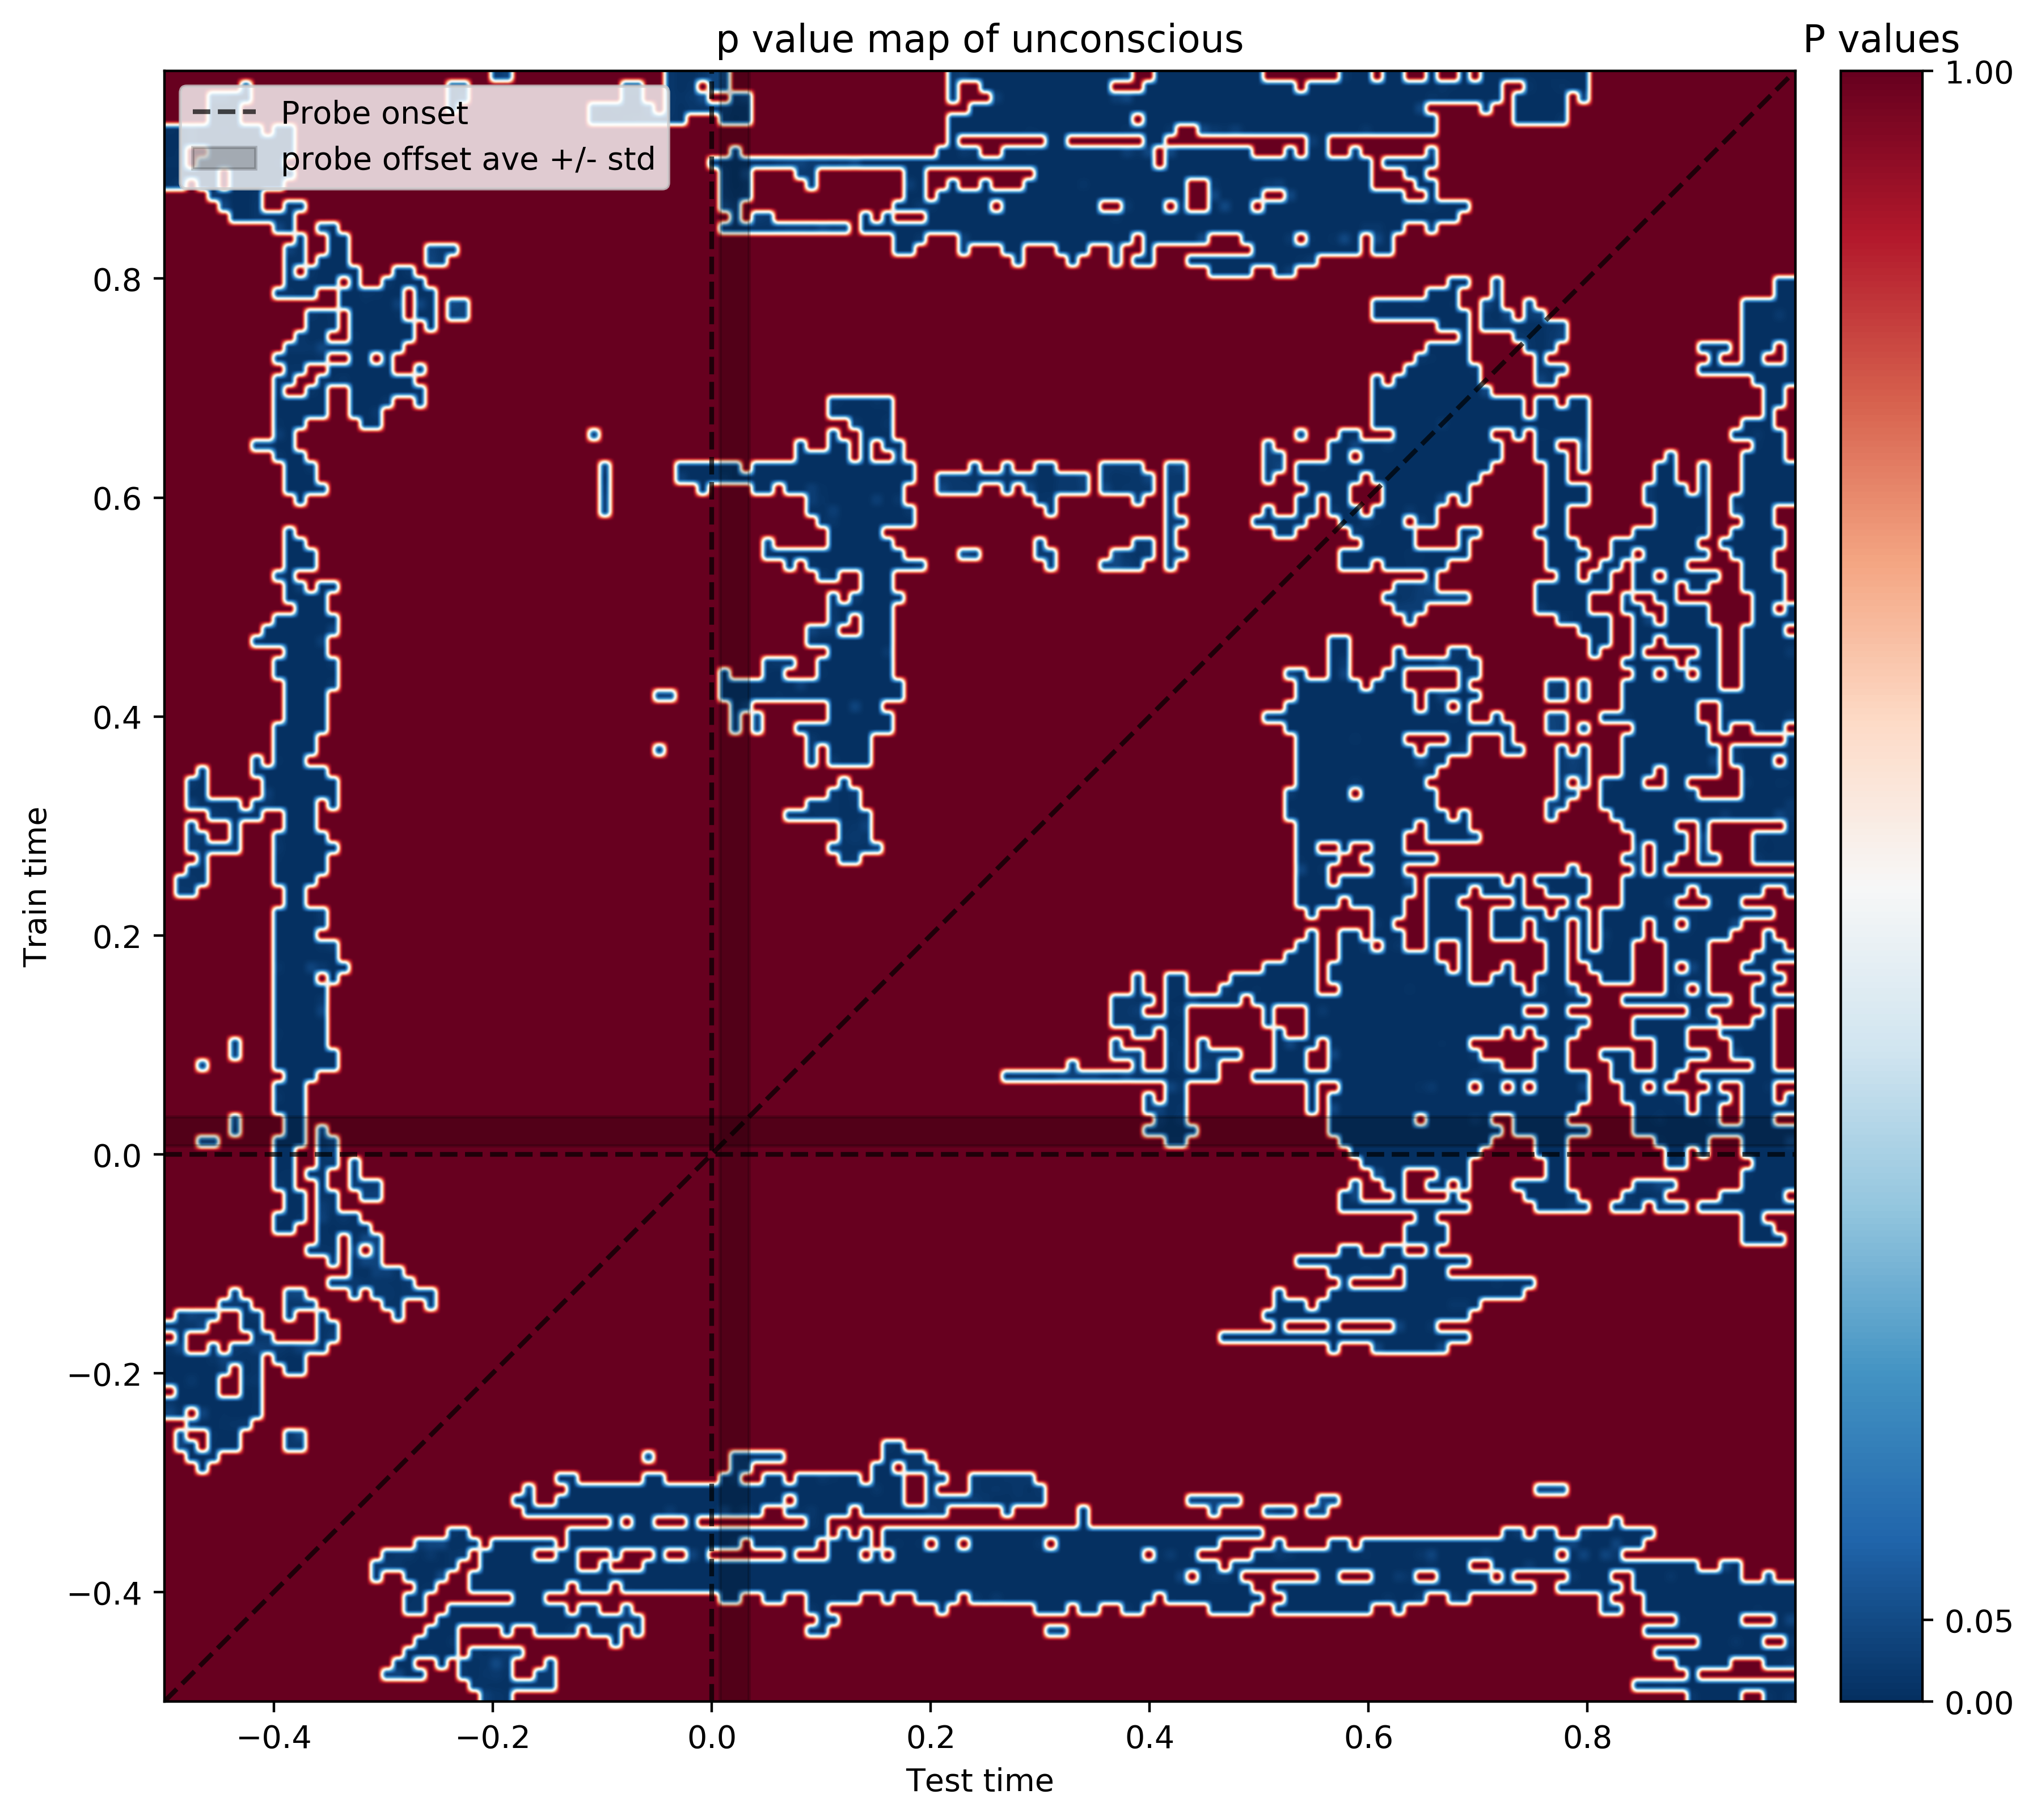 p value map of unconscious
P values
Probe onset
probe offset ave +/- std
1.00
0.05
0.00
Train time
0.8
0.6
0.4
0.2
0.0
−0.2
−0.4
−0.4
−0.2
0.0
0.2
0.4
0.6
0.8
Test time